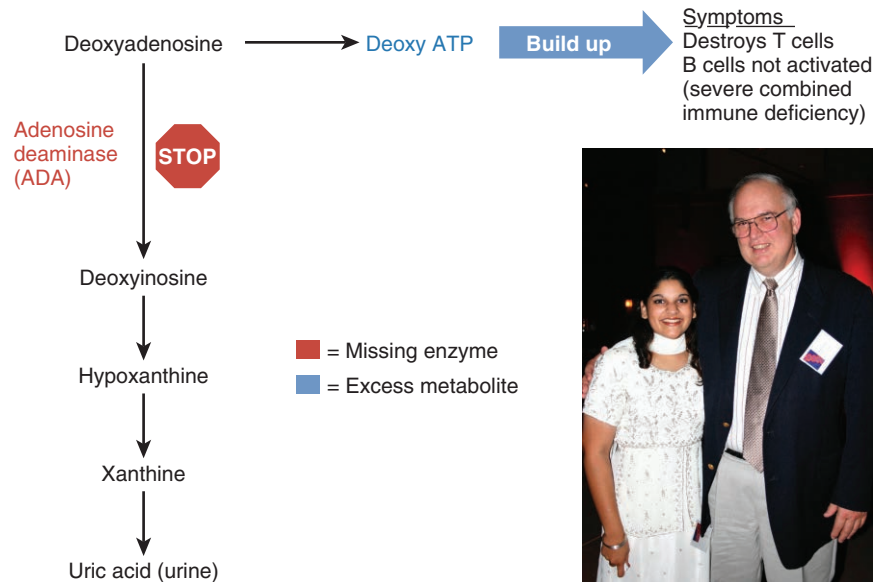 Deoxyadenosine
Deoxy ATP
Build up
Symptoms
Destroys T cells
B cells not activated
(severe combined
immune deficiency)
Adenosine
deaminase
(ADA)
STOP
Deoxyinosine
Hypoxanthine
Xanthine
Uric acid (urine)
= Missing enzyme
= Excess metabolite